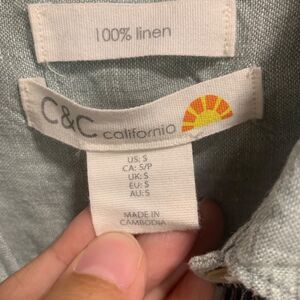 100% linen
C&C california
US: S
CA: S/P
UK: S
EU: S
AU: S
MADE IN
CAMBODIA